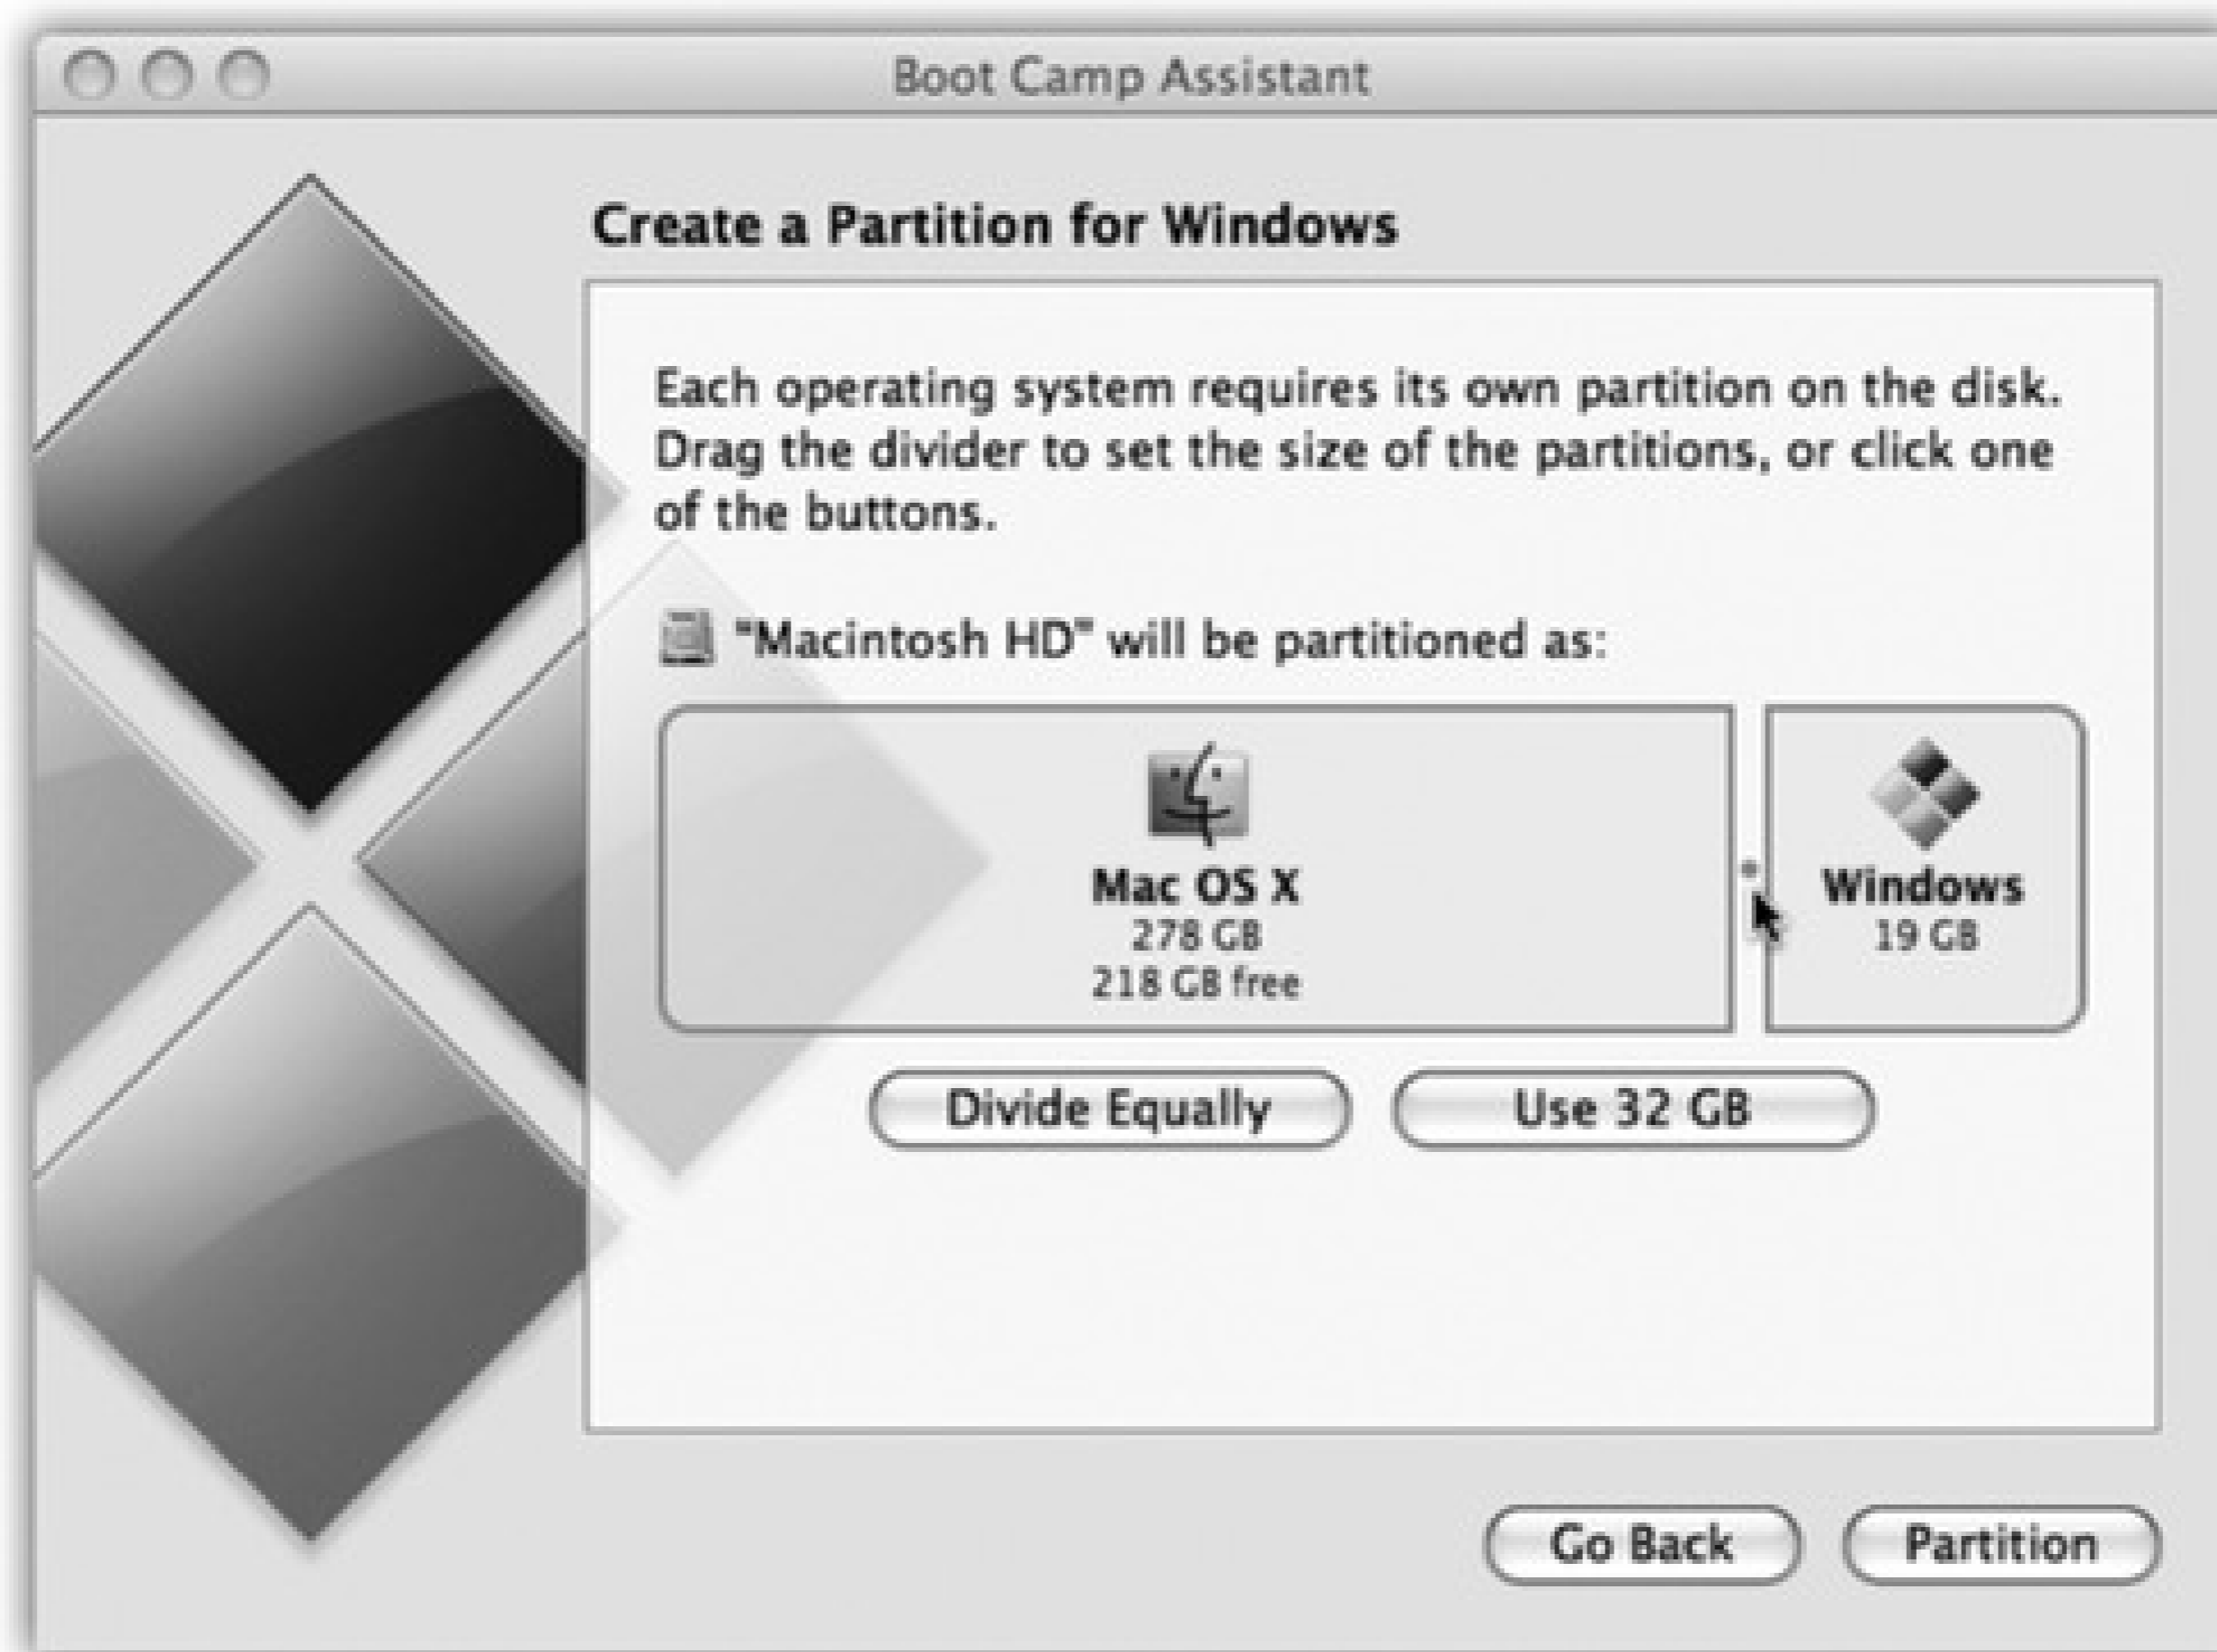 Boot Camp Assistant
Create a Partition for Windows
Each operating system requires its own partition on the disk.
Drag the divider to set the size of the partitions, or click one
of the buttons.
"Macintosh HD" will be partitioned as:
Mac OS X
278 GB
218 GB free
Windows
19 GB
Divide Equally
Use 32 GB
Go Back
Partition